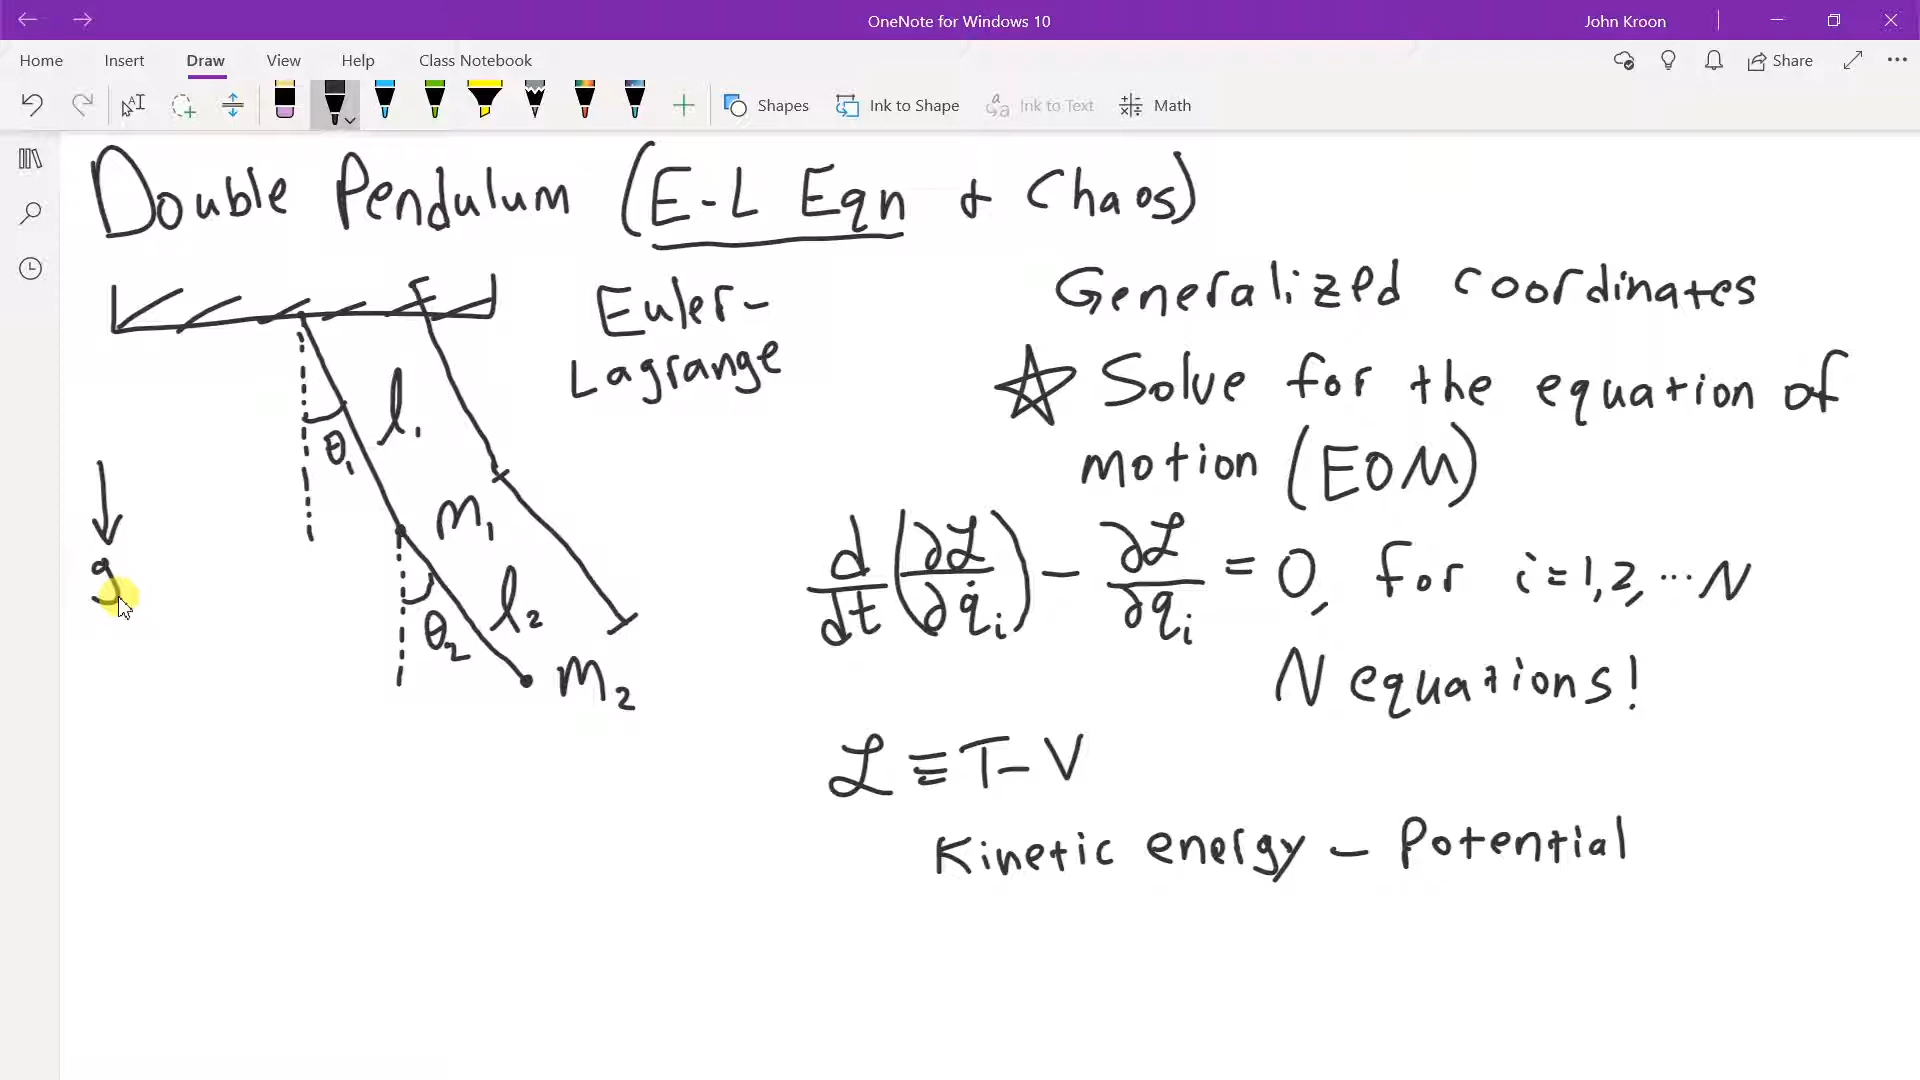 OneNote for Windows 10
John Kroon
Home Insert Draw View Help Class Notebook
Share
Shapes Ink to Shape Ink to Text Math
Double Pendulum (E-L Eqn + Chaos)
Euler-
Lagrange
θ₁
l₁
m₁
g
θ₂
l₂
m₂
Generalized coordinates
☆ Solve for the equation of
motion (EOM)
d/dt (∂ℒ/∂q̇ᵢ) − ∂ℒ/∂qᵢ = 0, for i=1,2,...N
N equations!
ℒ ≡ T − V
Kinetic energy − Potential